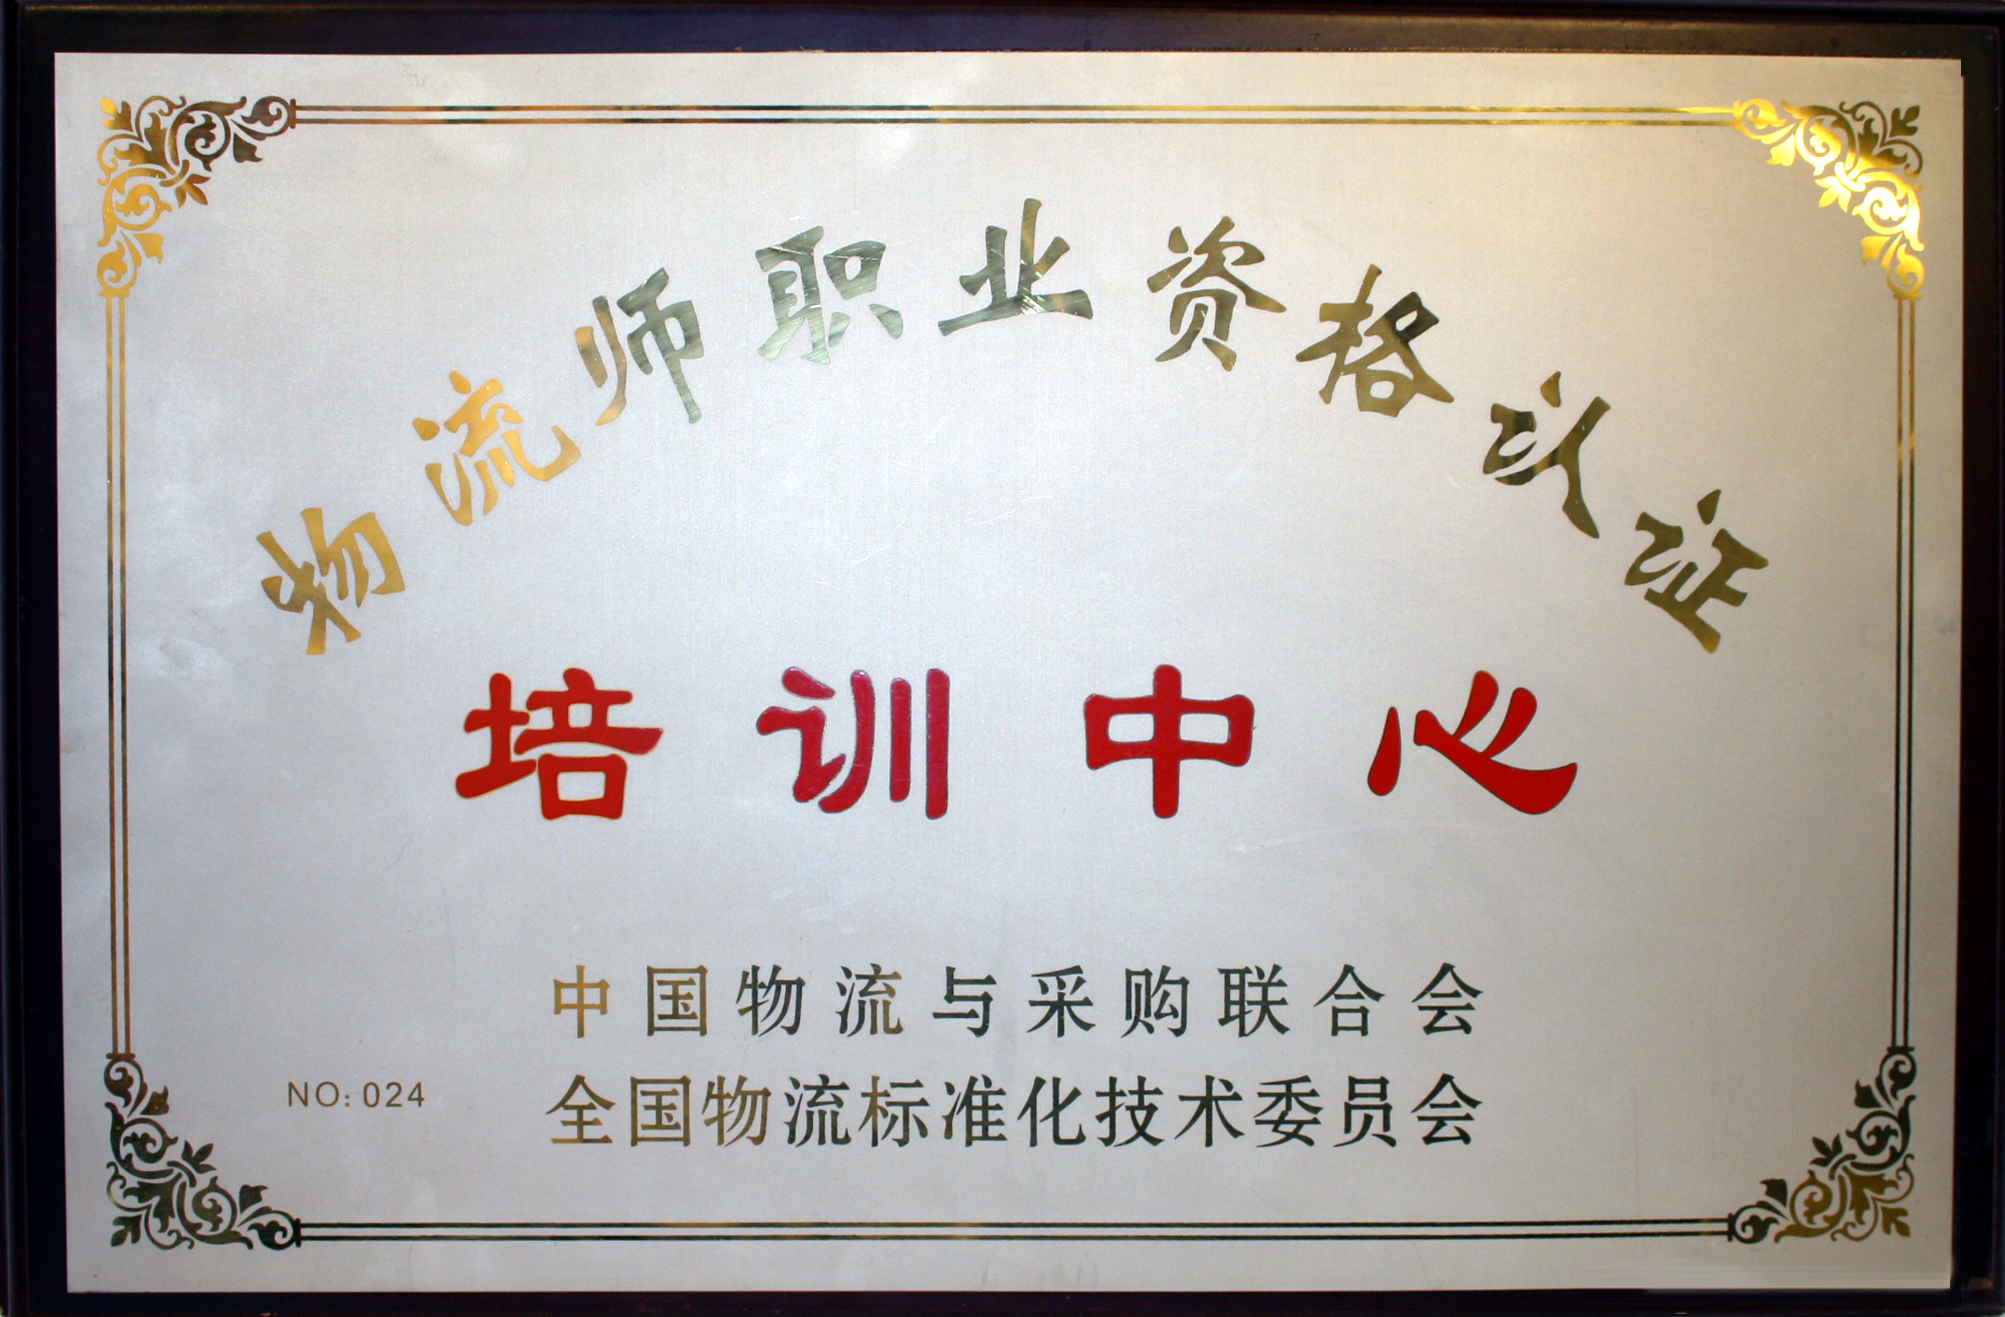 物流师职业资格认证
培训中心
中国物流与采购联合会
NO: 024
全国物流标准化技术委员会